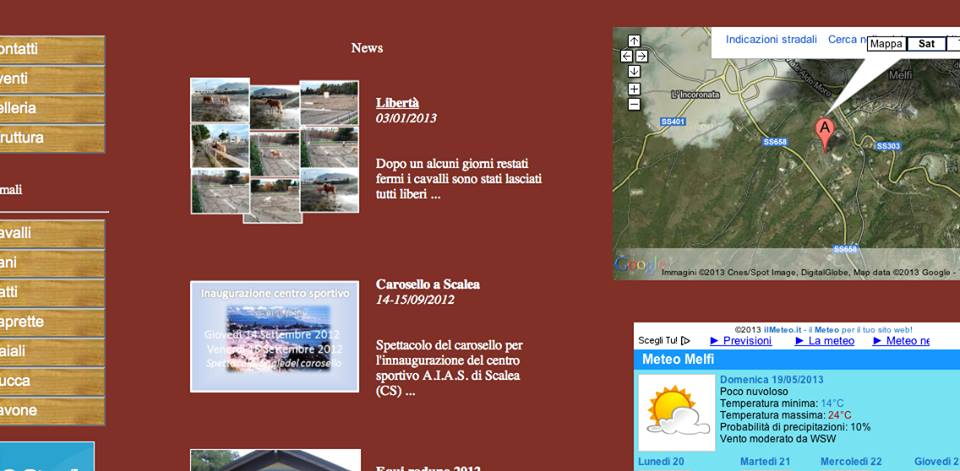 ontatti
venti
elleria
ruttura
mali
avalli
ani
atti
aprette
aiali
ucca
avone
News
Libertà
03/01/2013
Dopo un alcuni giorni restati
fermi i cavalli sono stati lasciati
tutti liberi ...
Inaugurazione centro sportivo
Giovedì 14 Settembre 2012
15 Settembre 2012
del carosello
Carosello a Scalea
14-15/09/2012
Spettacolo del carosello per
l'innaugurazione del centro
sportivo A.I.A.S. di Scalea
(CS) ...
Equi raduno 2012
Indicazioni stradali Cerca
Mappa Sat
Melfi
L' Incoronata
SS401
SS658
SS303
A
SS658
Google
Immagini ©2013 Cnes/Spot Image, DigitalGlobe, Map data ©2013 Google -
©2013 ilMeteo.it - il Meteo per il tuo sito web!
Scegli Tu! Previsioni La meteo Meteo
Meteo Melfi
Domenica 19/05/2013
Poco nuvoloso
Temperatura minima: 14°C
Temperatura massima: 24°C
Probabilità di precipitazioni: 10%
Vento moderato da WSW
Lunedì 20 Martedì 21 Mercoledì 22 Giovedì 2